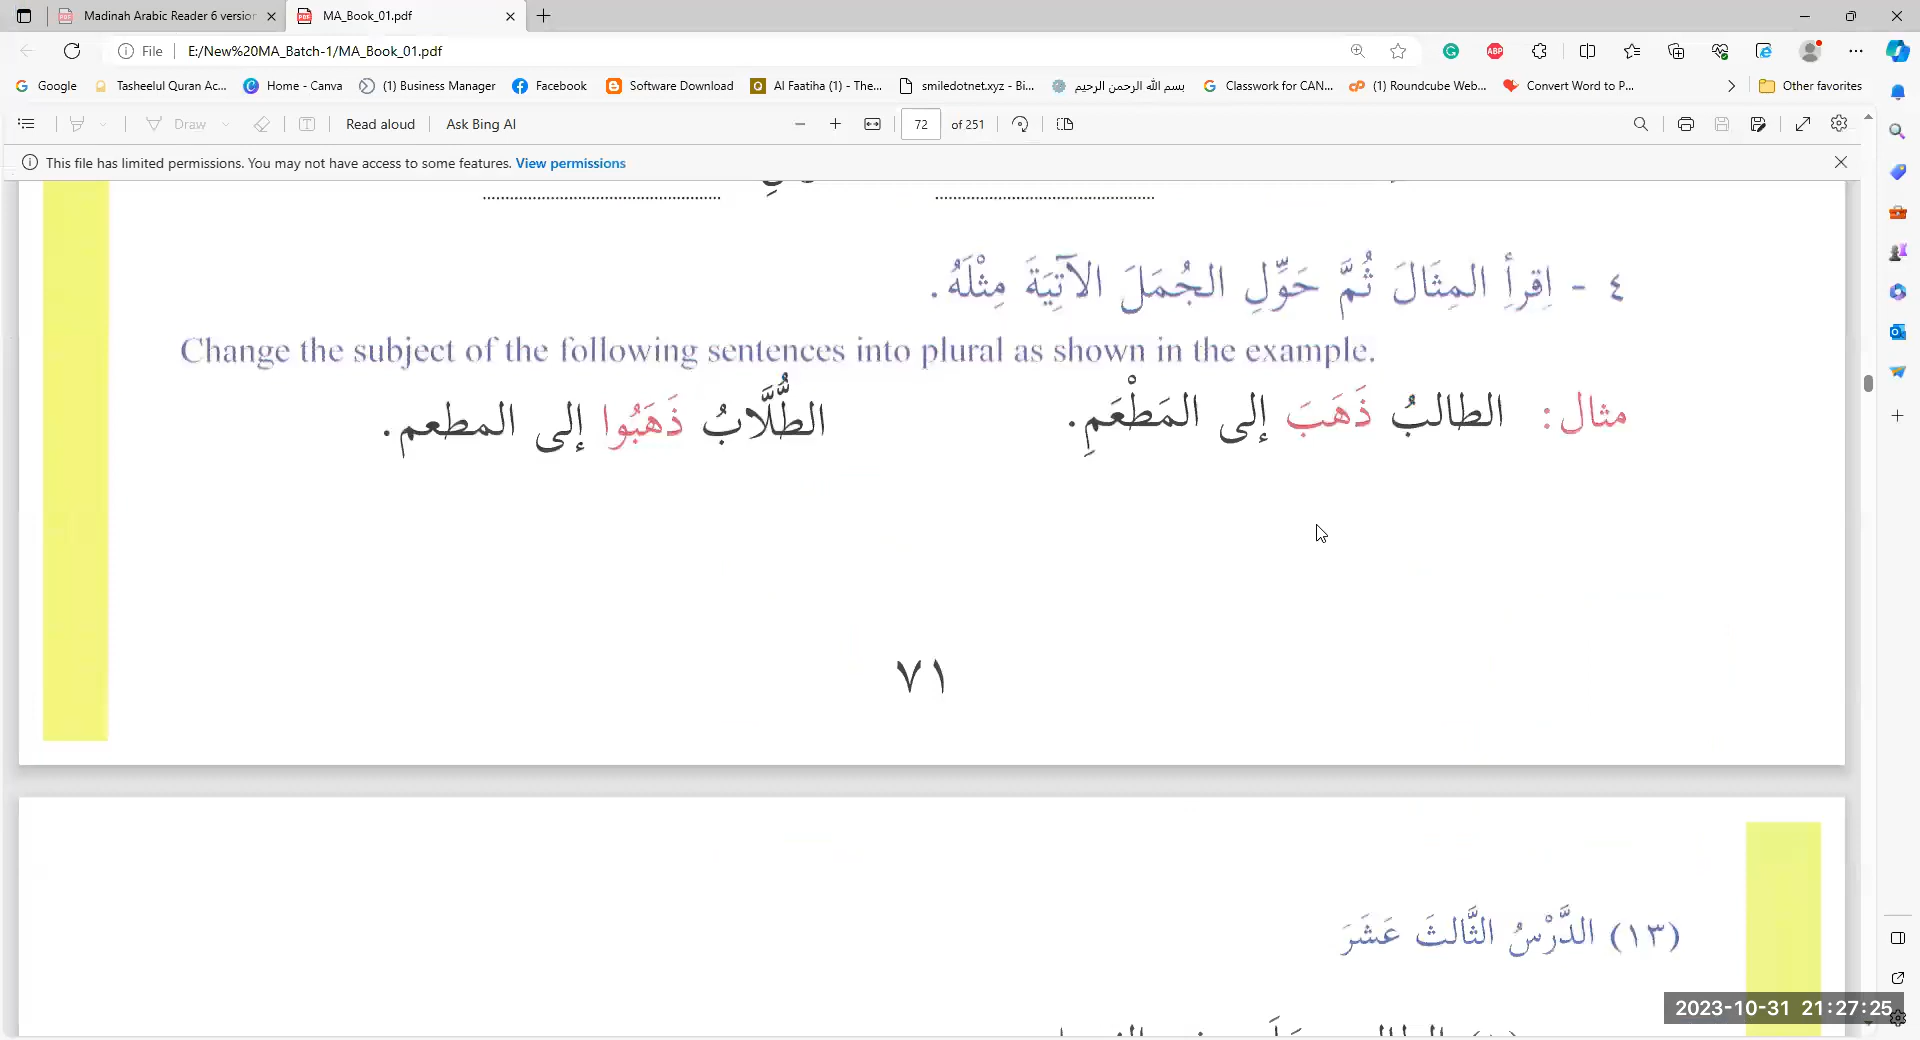 Madinah Arabic Reader 6 version
MA_Book_01.pdf
File
E:/New%20MA_Batch-1/MA_Book_01.pdf
Google
Tasheelul Quran Ac...
Home - Canva
(1) Business Manager
Facebook
Software Download
Al Faatiha (1) - The...
smiledotnet.xyz - Bi...
بسم الله الرحمن الرحيم
Classwork for CAN...
(1) Roundcube Web...
Convert Word to P...
Other favorites
Draw
Read aloud
Ask Bing AI
72 of 251
This file has limited permissions. You may not have access to some features. View permissions
٤ - اِقرأِ المِثَالَ ثُمَّ حَوِّلِ الجُمَلَ الآتِيَةَ مِثْلَهُ.
Change the subject of the following sentences into plural as shown in the example.
مثال: الطالبُ ذَهَبَ إلى المَطْعَمِ. الطُّلَّابُ ذَهَبُوا إلى المطعم.
٧١
(١٣) الدَّرْسُ الثَّالثَ عَشَرَ
2023-10-31 21:27:25